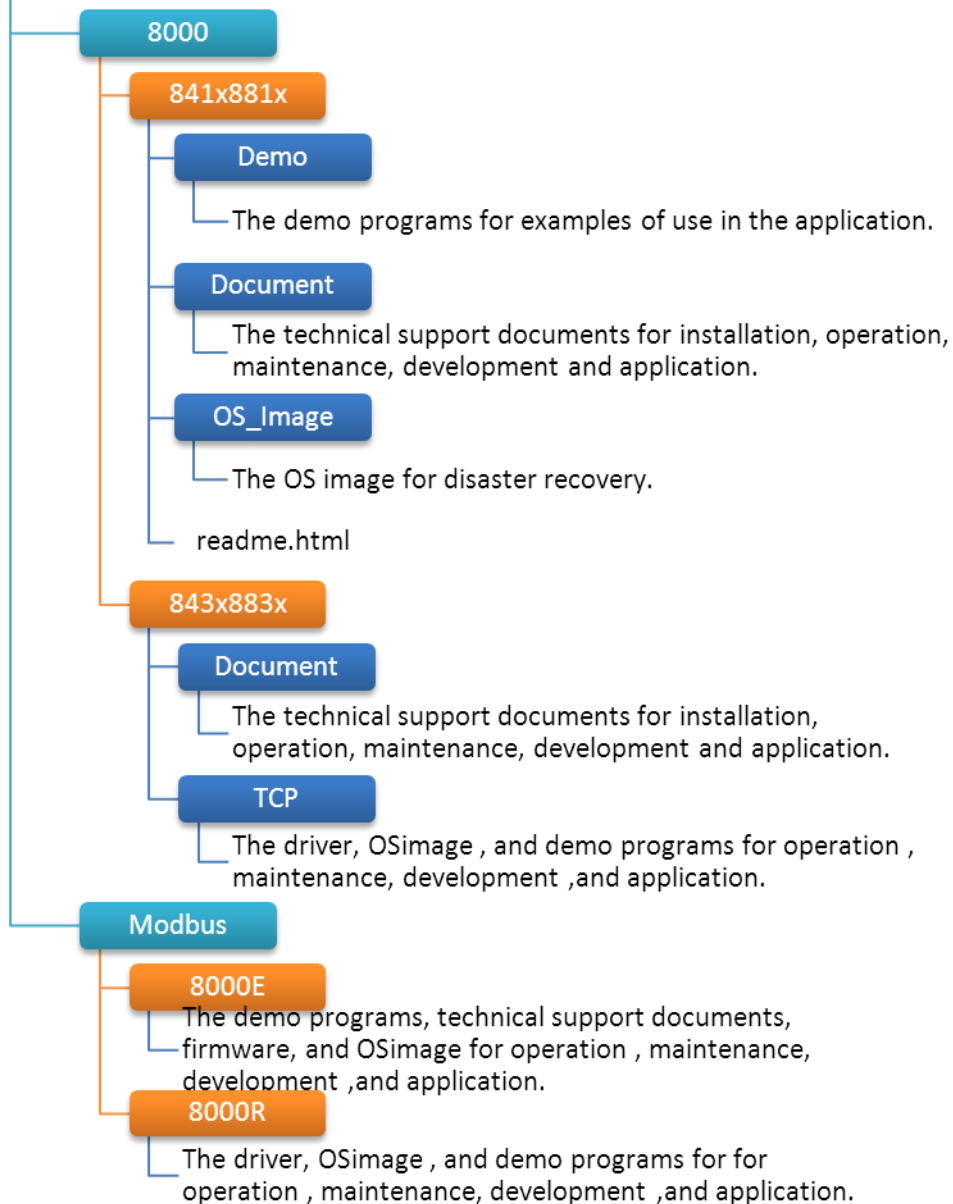 8000
841x881x
Demo
The demo programs for examples of use in the application.
Document
The technical support documents for installation, operation,
maintenance, development and application.
OS_Image
The OS image for disaster recovery.
readme.html
843x883x
Document
The technical support documents for installation,
operation, maintenance, development and application.
TCP
The driver, OSimage , and demo programs for operation ,
maintenance, development ,and application.
Modbus
8000E
The demo programs, technical support documents,
firmware, and OSimage for operation , maintenance,
development ,and application.
8000R
The driver, OSimage , and demo programs for for
operation , maintenance, development ,and application.